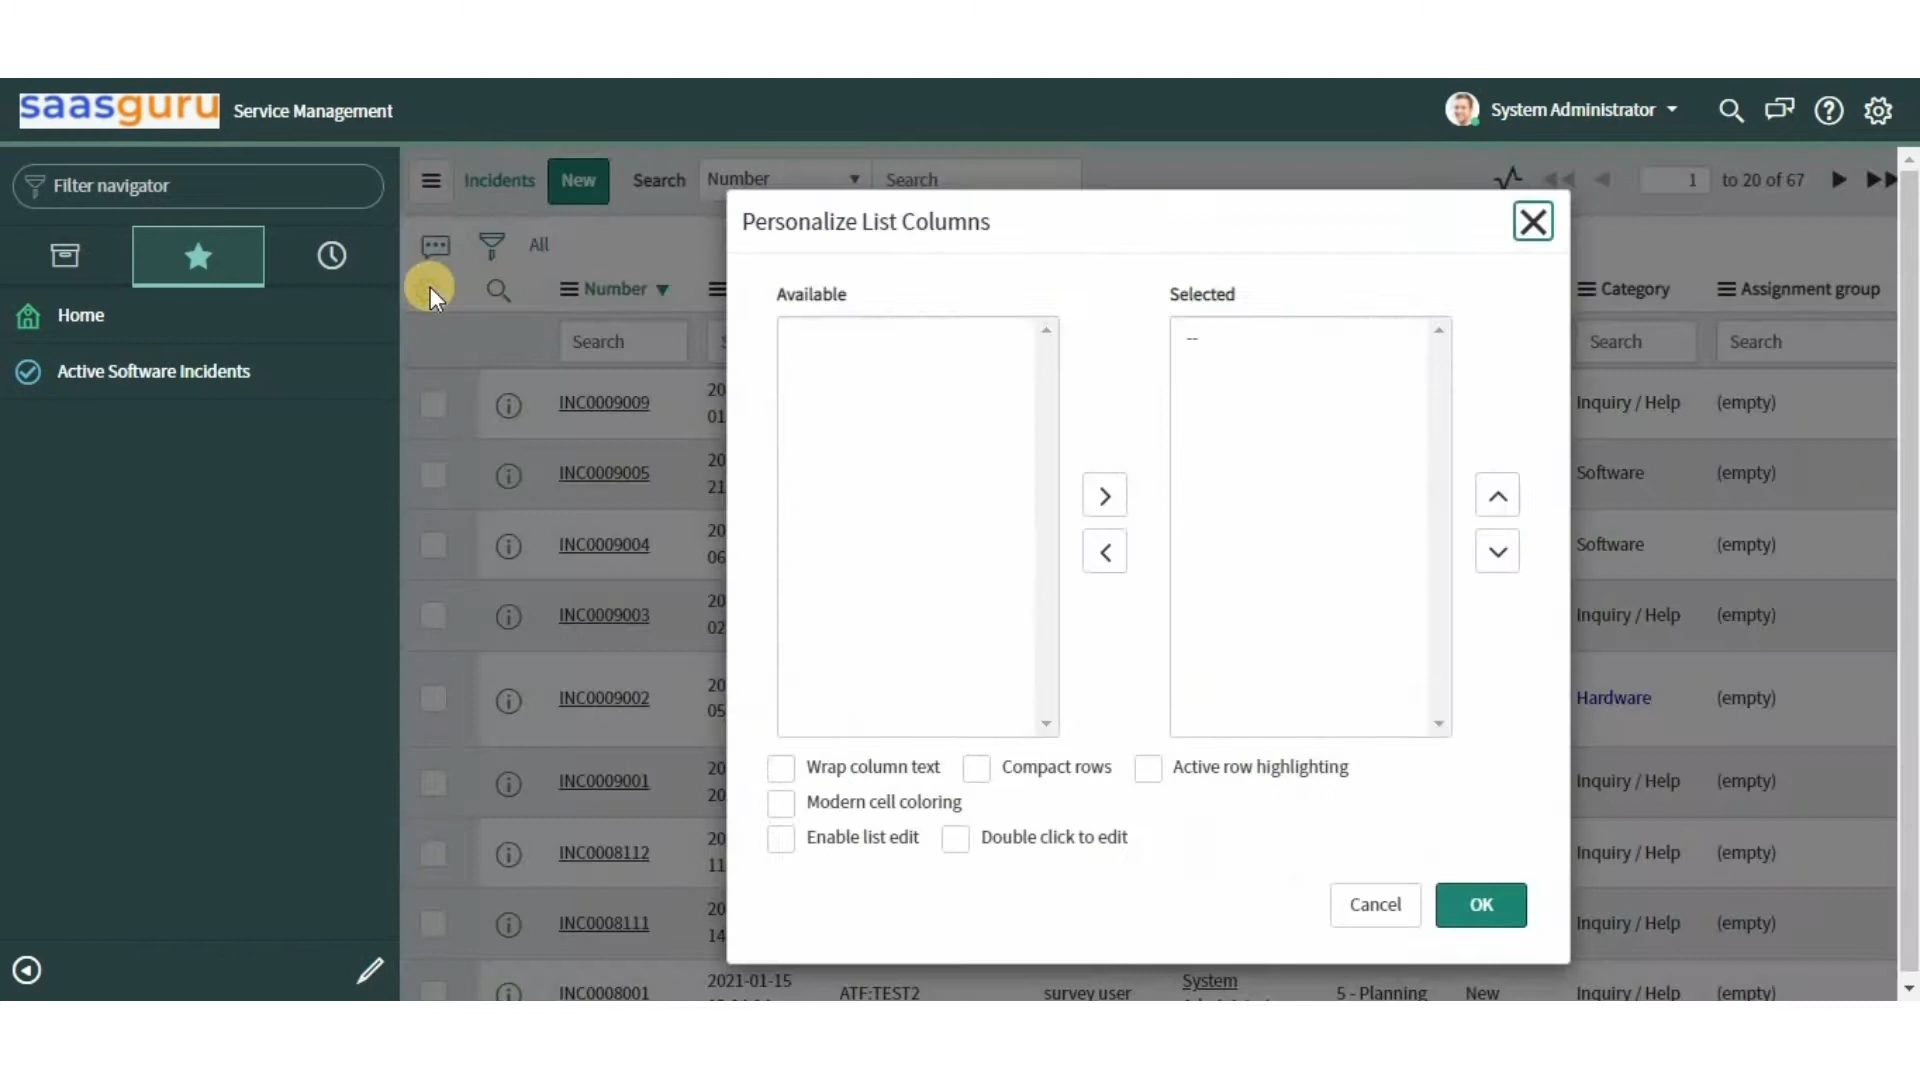 saasguru Service Management
System Administrator
Filter navigator
Home
Active Software Incidents
Incidents New Search Number Search
1 to 20 of 67
All
Number
Category Assignment group
Search
Search Search
INC0009009 Inquiry / Help (empty)
INC0009005 Software (empty)
INC0009004 Software (empty)
INC0009003 Inquiry / Help (empty)
INC0009002 Hardware (empty)
INC0009001 Inquiry / Help (empty)
INC0008112 Inquiry / Help (empty)
INC0008111 Inquiry / Help (empty)
2021-01-15 System
INC0008001 ATF:TEST2 survey user 5 - Planning New Inquiry / Help (empty)
Personalize List Columns
Available Selected
--
Wrap column text Compact rows Active row highlighting
Modern cell coloring
Enable list edit Double click to edit
Cancel OK